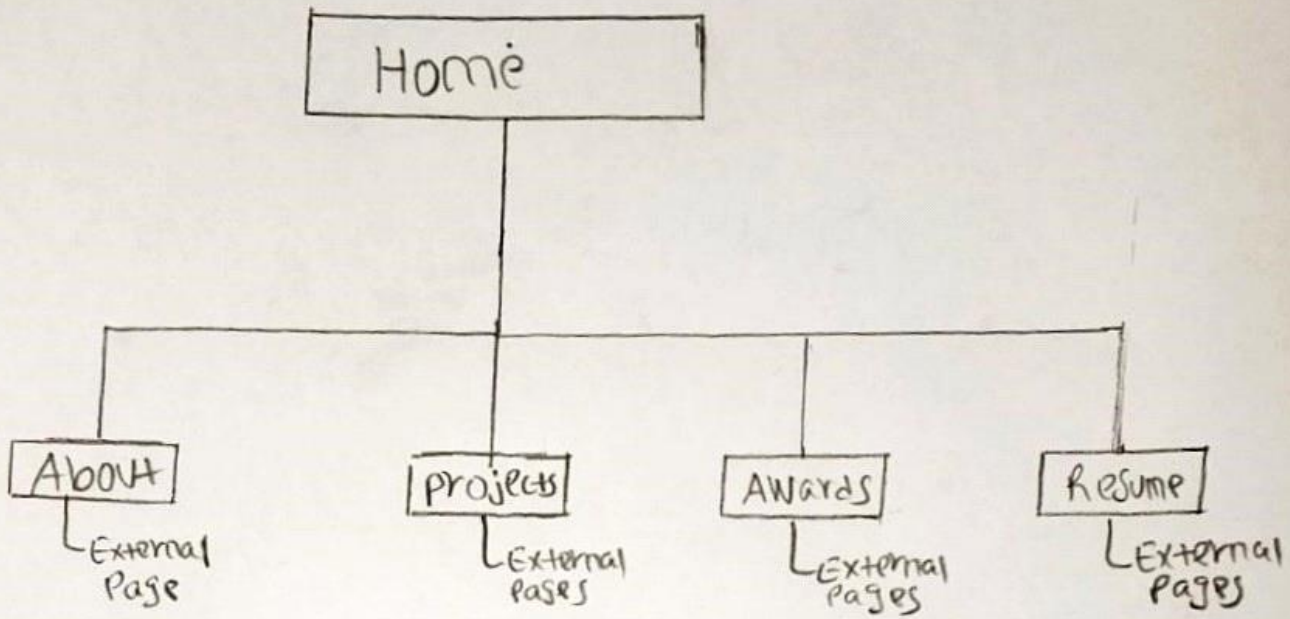 Home
About
projects
Awards
Resume
External
Page
External
pages
External
pages
External
pages